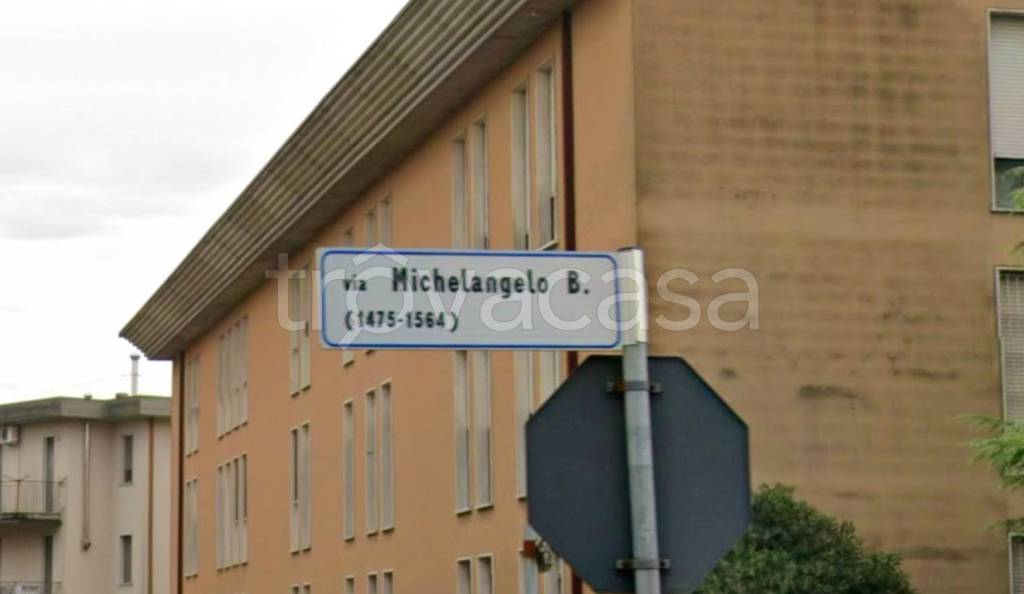 via Michelangelo B.
(1475-1564)
trovacasa